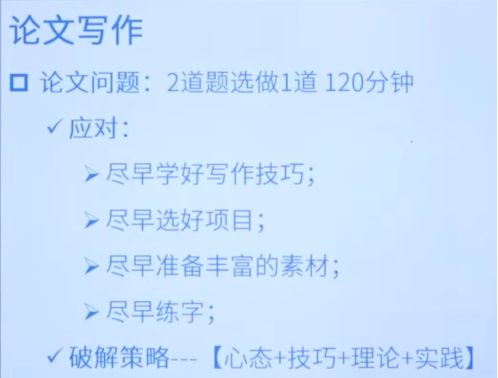 论文写作
论文问题：2道题选做1道 120分钟
应对：
尽早学好写作技巧；
尽早选好项目；
尽早准备丰富的素材；
尽早练字；
破解策略---【心态+技巧+理论+实践】